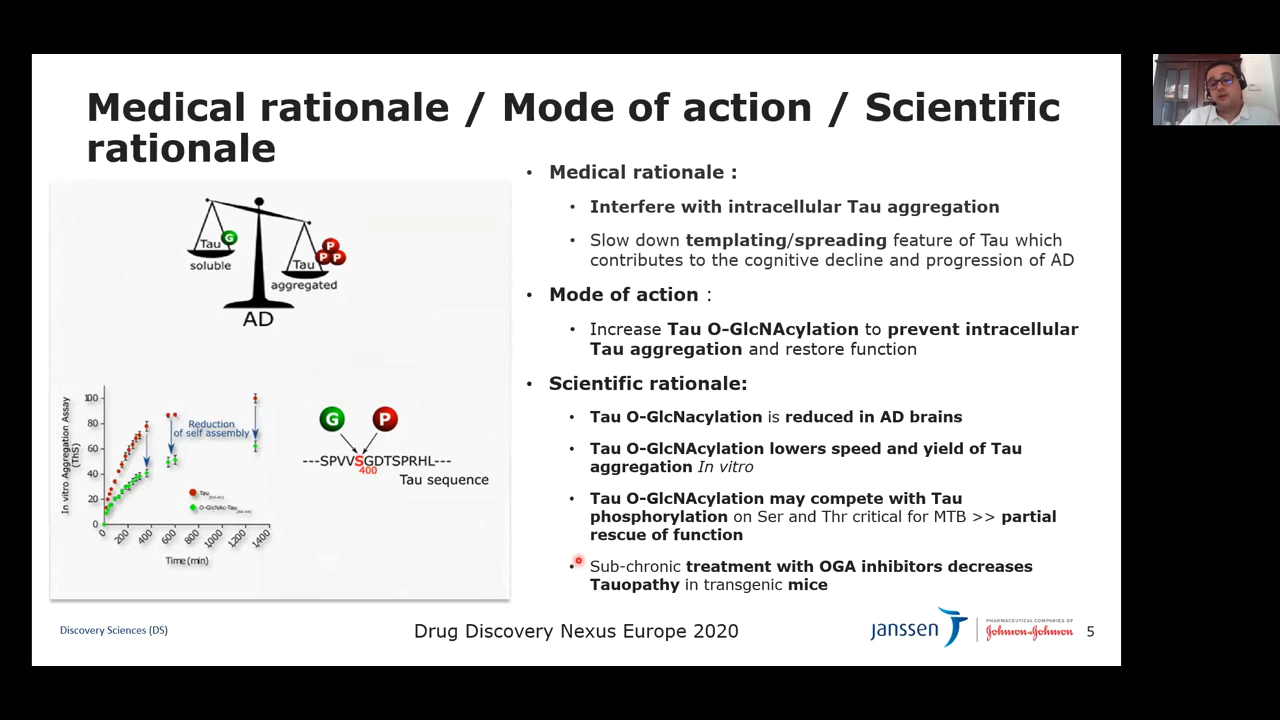 Medical rationale / Mode of action / Scientific
rationale
Tau G
soluble
P
P P
Tau
aggregated
AD
• Medical rationale :
• Interfere with intracellular Tau aggregation
• Slow down templating/spreading feature of Tau which
contributes to the cognitive decline and progression of AD
• Mode of action :
• Increase Tau O-GlcNAcylation to prevent intracellular
Tau aggregation and restore function
• Scientific rationale:
• Tau O-GlcNacylation is reduced in AD brains
• Tau O-GlcNAcylation lowers speed and yield of Tau
aggregation In vitro
• Tau O-GlcNAcylation may compete with Tau
phosphorylation on Ser and Thr critical for MTB >> partial
rescue of function
• Sub-chronic treatment with OGA inhibitors decreases
Tauopathy in transgenic mice
In vitro Aggregation Assay
(ThS)
100
80
60
40
20
0
Reduction
of self assembly
Tau
O-GlcNAc-Tau
0 200 400 600 800 1000 1200 1400
Time (min)
G P
---SPVVSGDTSPRHL---
400
Tau sequence
Discovery Sciences (DS)
Drug Discovery Nexus Europe 2020
Janssen
PHARMACEUTICAL COMPANIES OF
Johnson & Johnson
5